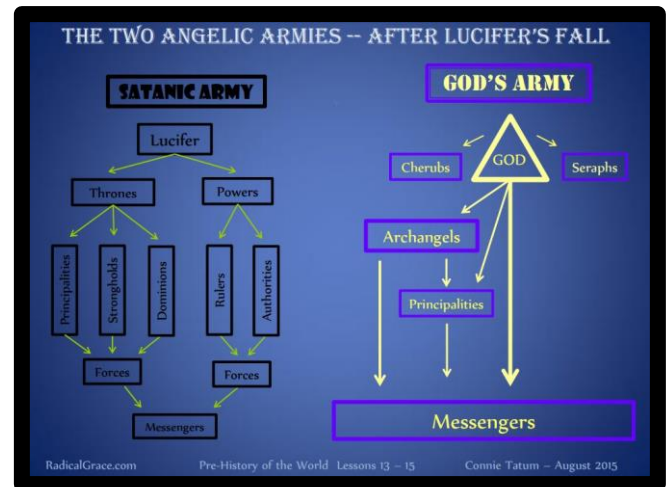 THE TWO ANGELIC ARMIES -- AFTER LUCIFER'S FALL
SATANIC ARMY
Lucifer
Thrones
Powers
Principalities
Strongholds
Dominions
Rulers
Authorities
Forces
Forces
Messengers
GOD'S ARMY
GOD
Cherubs
Seraphs
Archangels
Principalities
Messengers
RadicalGrace.com
Pre-History of the World Lessons 13 – 15
Connie Tatum – August 2015